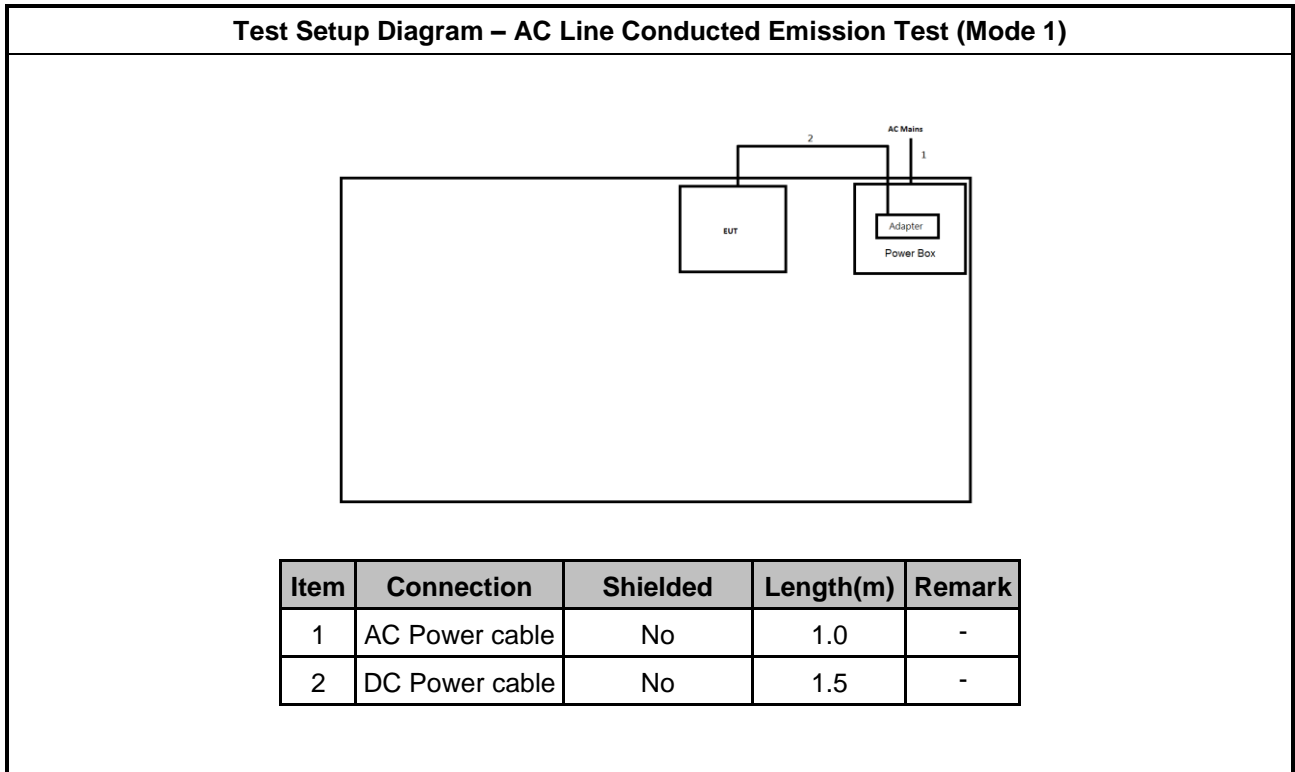 Test Setup Diagram – AC Line Conducted Emission Test (Mode 1)
AC Mains
2
1
EUT
Adapter
Power Box
Item Connection Shielded Length(m) Remark
1 AC Power cable No 1.0 -
2 DC Power cable No 1.5 -